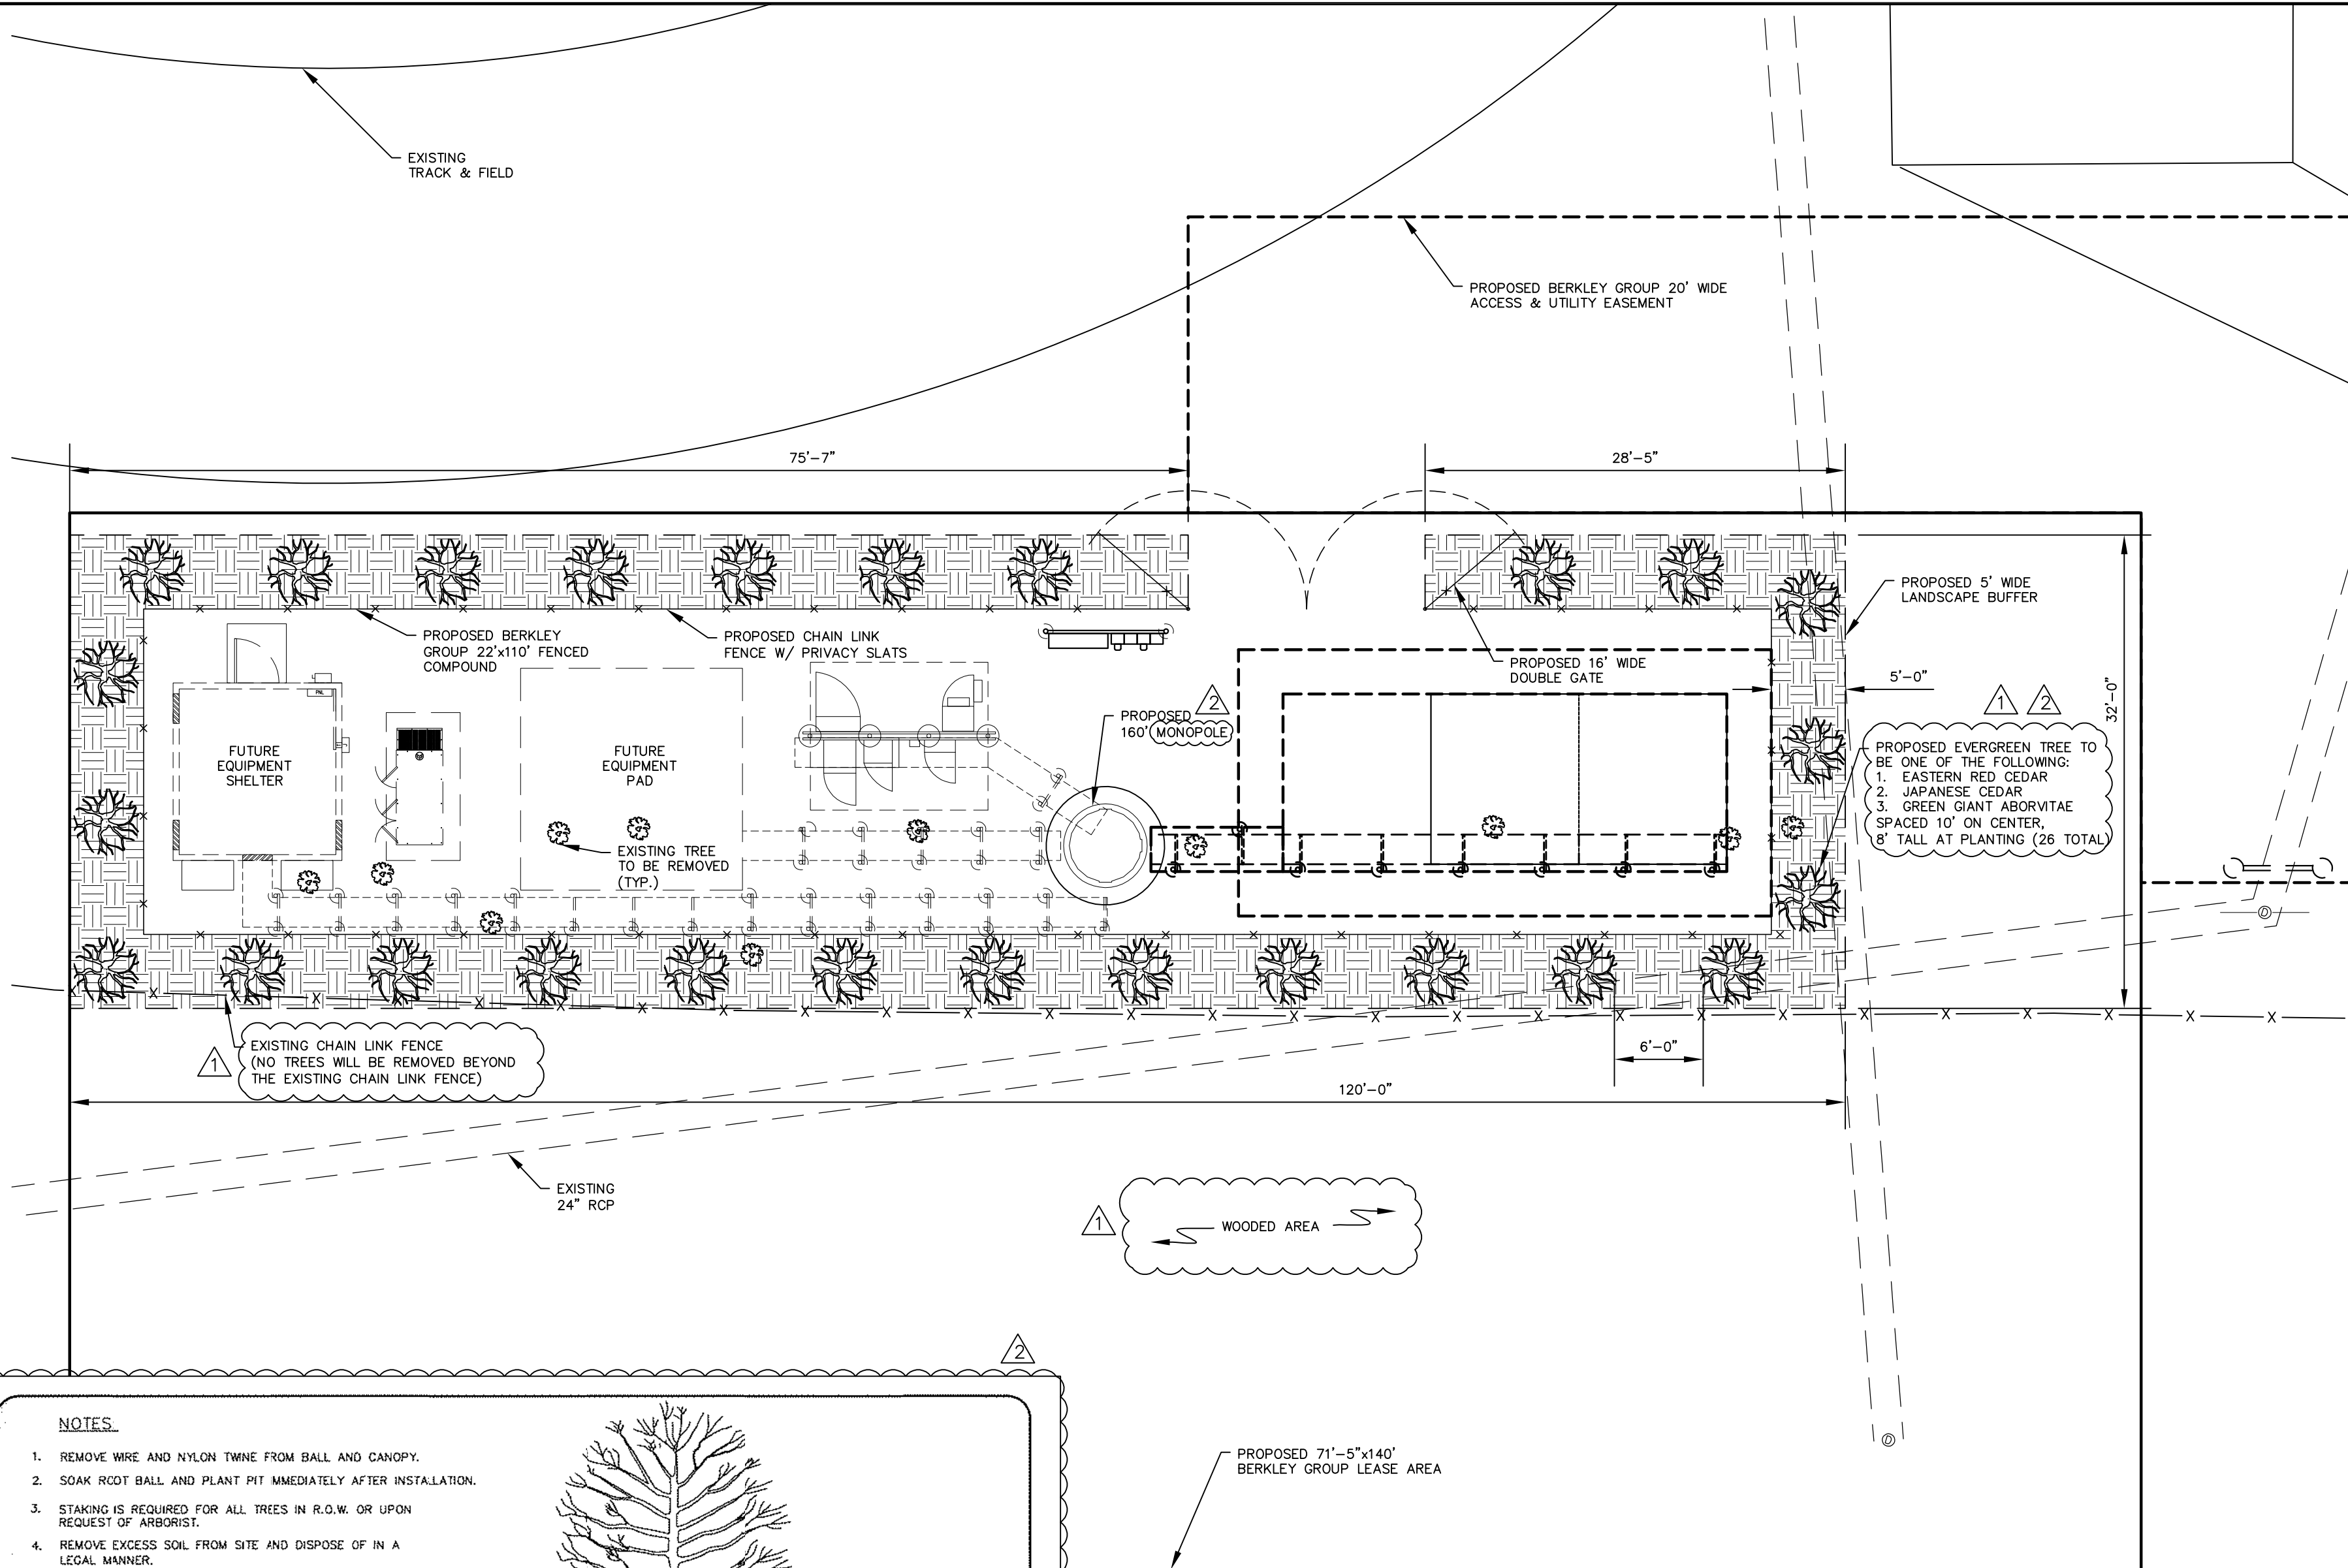 EXISTING
TRACK & FIELD
PROPOSED BERKLEY GROUP 20' WIDE
ACCESS & UTILITY EASEMENT
75'-7"
28'-5"
PROPOSED 5' WIDE
LANDSCAPE BUFFER
PROPOSED BERKLEY
GROUP 22'x110' FENCED
COMPOUND
PROPOSED CHAIN LINK
FENCE W/ PRIVACY SLATS
PROPOSED 16' WIDE
DOUBLE GATE
5'-0"
32'-0"
PNL
2
PROPOSED
160' MONOPOLE
1 2
PROPOSED EVERGREEN TREE TO
BE ONE OF THE FOLLOWING:
1. EASTERN RED CEDAR
2. JAPANESE CEDAR
3. GREEN GIANT ABORVITAE
SPACED 10' ON CENTER,
8' TALL AT PLANTING (26 TOTAL)
FUTURE
EQUIPMENT
SHELTER
FUTURE
EQUIPMENT
PAD
EXISTING TREE
TO BE REMOVED
(TYP.)
D
1
EXISTING CHAIN LINK FENCE
(NO TREES WILL BE REMOVED BEYOND
THE EXISTING CHAIN LINK FENCE)
6'-0"
120'-0"
EXISTING
24" RCP
1
WOODED AREA
2
D
PROPOSED 71'-5"x140'
BERKLEY GROUP LEASE AREA
NOTES:
1. REMOVE WIRE AND NYLON TWINE FROM BALL AND CANOPY.
2. SOAK ROOT BALL AND PLANT PIT IMMEDIATELY AFTER INSTALLATION.
3. STAKING IS REQUIRED FOR ALL TREES IN R.O.W. OR UPON
REQUEST OF ARBORIST.
4. REMOVE EXCESS SOIL FROM SITE AND DISPOSE OF IN A
LEGAL MANNER.